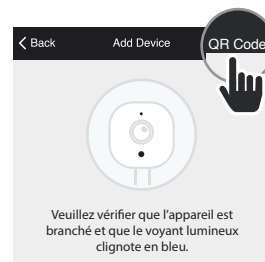 Back
Add Device
QR Code
Veuillez vérifier que l'appareil est
branché et que le voyant lumineux
clignote en bleu.